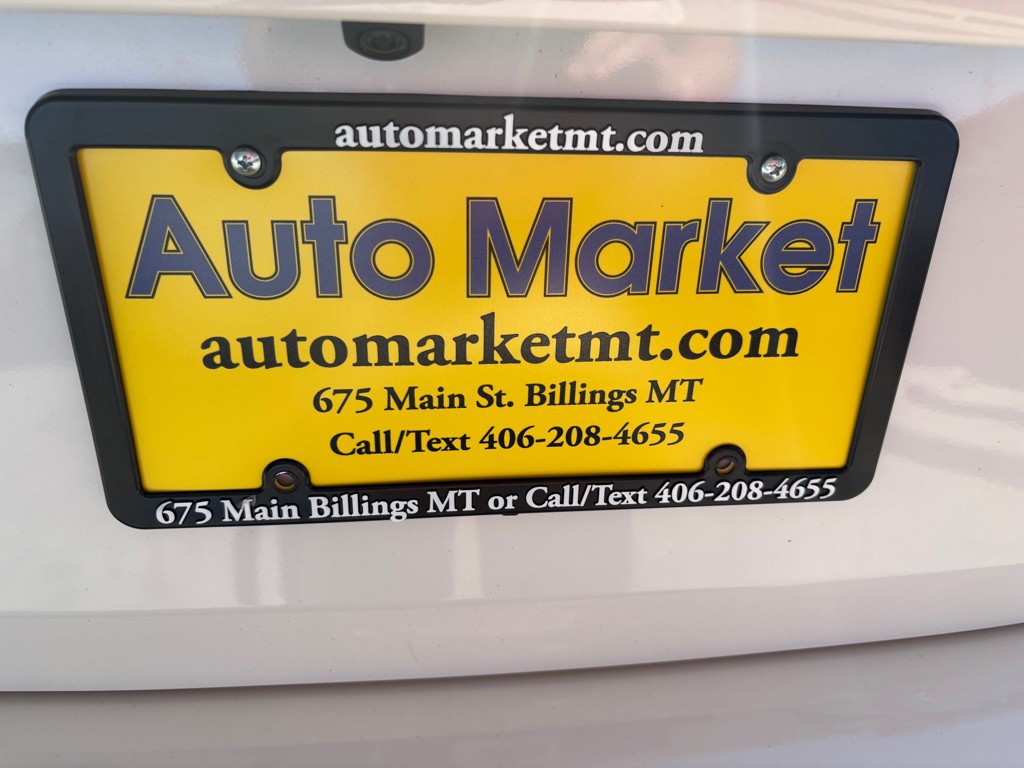 automarketmt.com
Auto Market
automarketmt.com
675 Main St. Billings MT
Call/Text 406-208-4655
675 Main Billings MT or Call/Text 406-208-4655